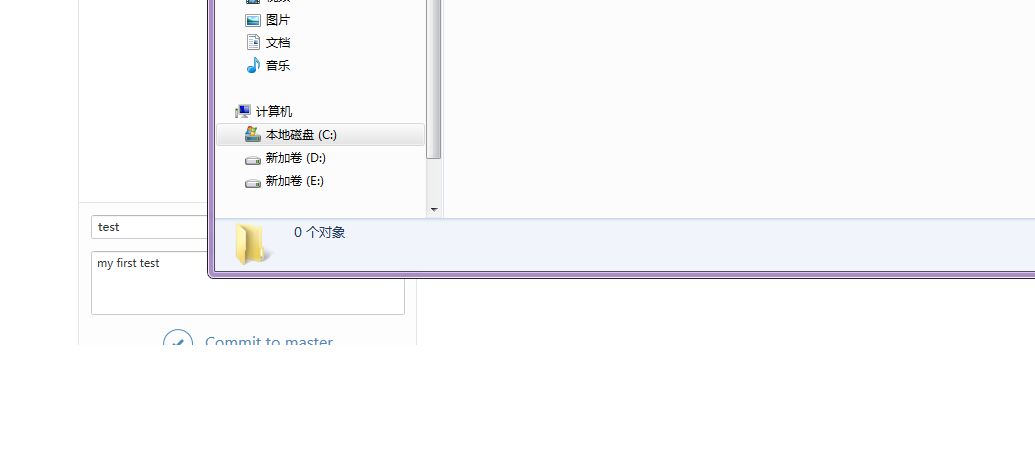 图片
文档
音乐
计算机
本地磁盘 (C:)
新加卷 (D:)
新加卷 (E:)
0 个对象
test
my first test
Commit to master